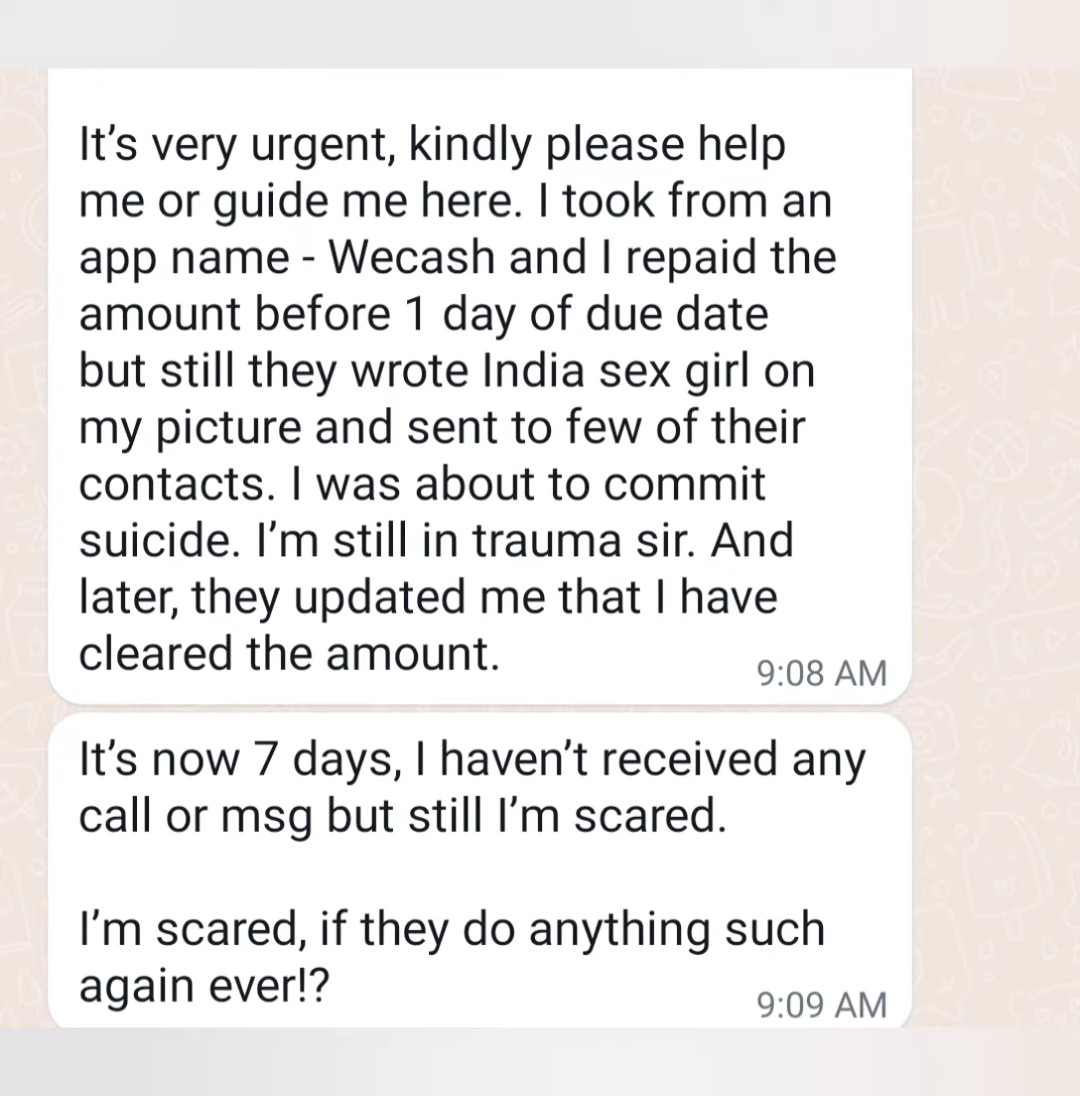 It’s very urgent, kindly please help
me or guide me here. I took from an
app name - Wecash and I repaid the
amount before 1 day of due date
but still they wrote India sex girl on
my picture and sent to few of their
contacts. I was about to commit
suicide. I’m still in trauma sir. And
later, they updated me that I have
cleared the amount.
9:08 AM
It’s now 7 days, I haven’t received any
call or msg but still I’m scared.
I’m scared, if they do anything such
again ever!?
9:09 AM